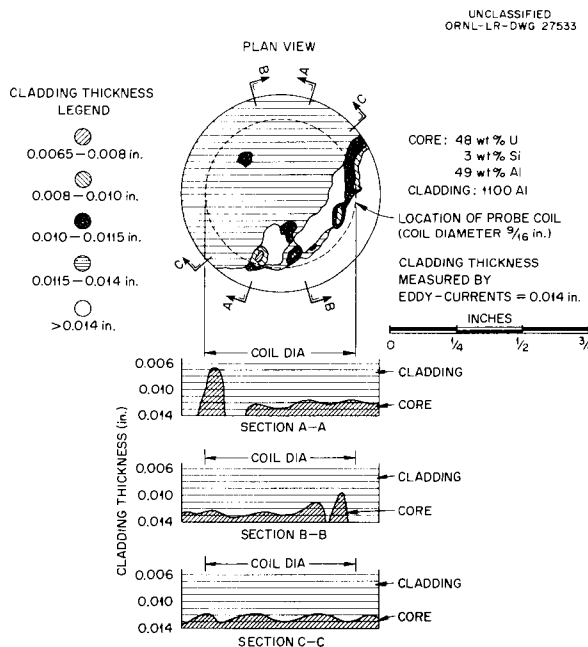 UNCLASSIFIED
ORNL-LR-DWG 27533
PLAN VIEW
B
A
C
CLADDING THICKNESS
LEGEND
0.0065–0.008 in.
0.008–0.010 in.
0.010–0.0115 in.
0.0115–0.014 in.
>0.014 in.
CORE: 48 wt % U
3 wt % Si
49 wt % Al
CLADDING: 1100 Al
LOCATION OF PROBE COIL
(COIL DIAMETER 9/16 in.)
CLADDING THICKNESS
MEASURED BY
EDDY-CURRENTS = 0.014 in.
C
A
B
INCHES
0 1/4 1/2 3/4
COIL DIA
CLADDING THICKNESS (in.)
0.006
0.010
0.014
CLADDING
CORE
SECTION A–A
COIL DIA
0.006
0.010
0.014
CLADDING
CORE
SECTION B–B
COIL DIA
0.006
0.010
0.014
CLADDING
CORE
SECTION C–C